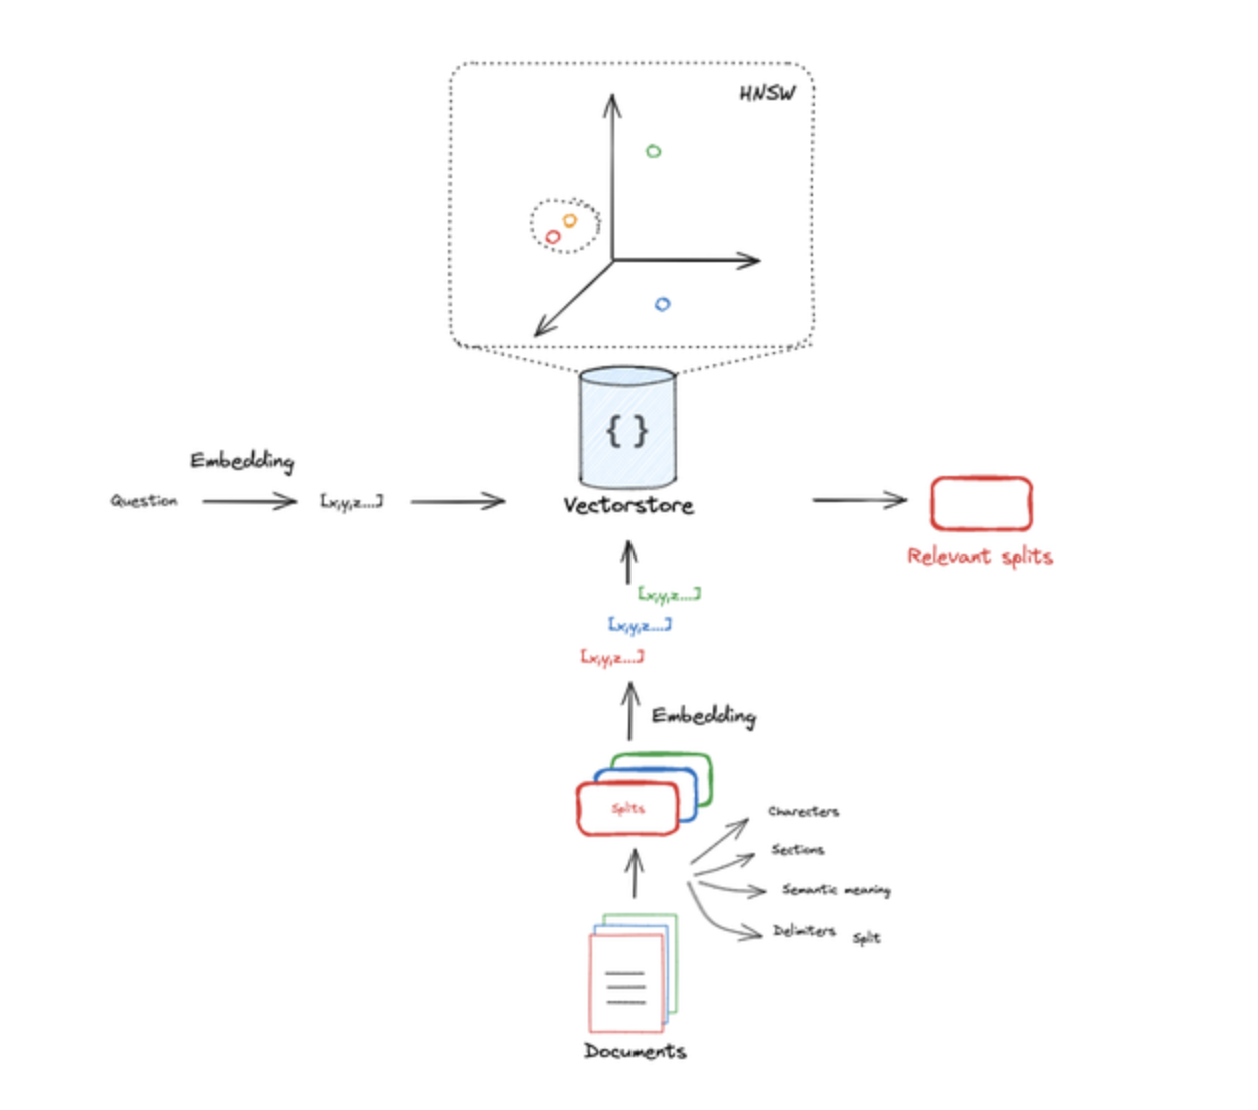 HNSW
{ }
Embedding
Question
[x,y,z...]
Vectorstore
Relevant splits
[x,y,z...]
[x,y,z...]
[x,y,z...]
Embedding
Splits
Charecters
Sections
Semantic meaning
Delimiters
Split
Documents